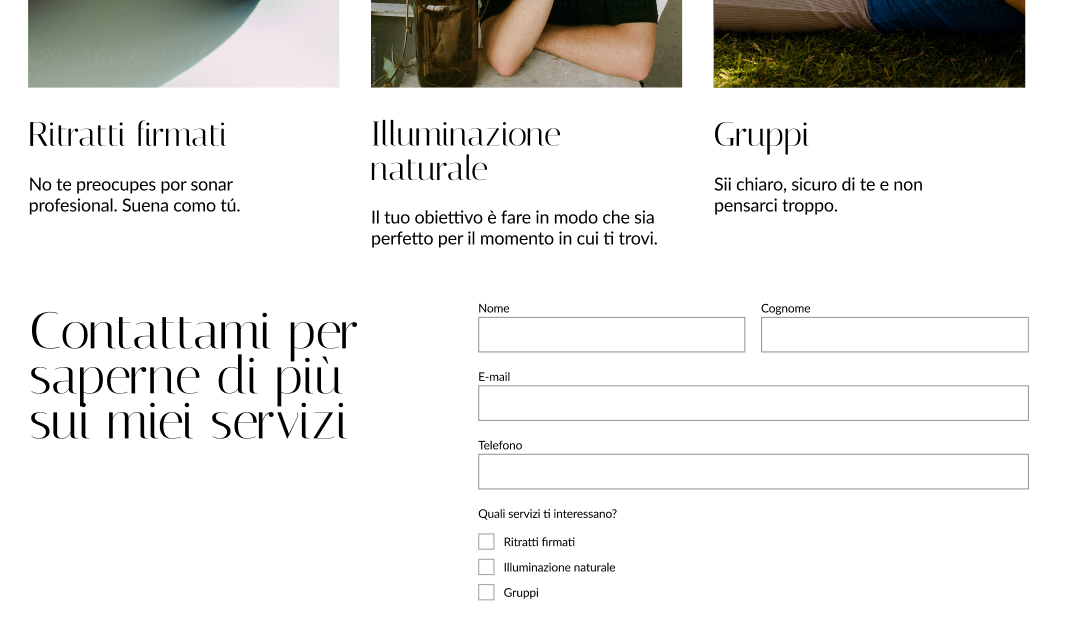 Ritratti firmati
No te preocupes por sonar
profesional. Suena como tú.
Illuminazione
naturale
Il tuo obiettivo è fare in modo che sia
perfetto per il momento in cui ti trovi.
Gruppi
Sii chiaro, sicuro di te e non
pensarci troppo.
Contattami per
saperne di più
sui miei servizi
Nome
Cognome
E-mail
Telefono
Quali servizi ti interessano?
Ritratti firmati
Illuminazione naturale
Gruppi